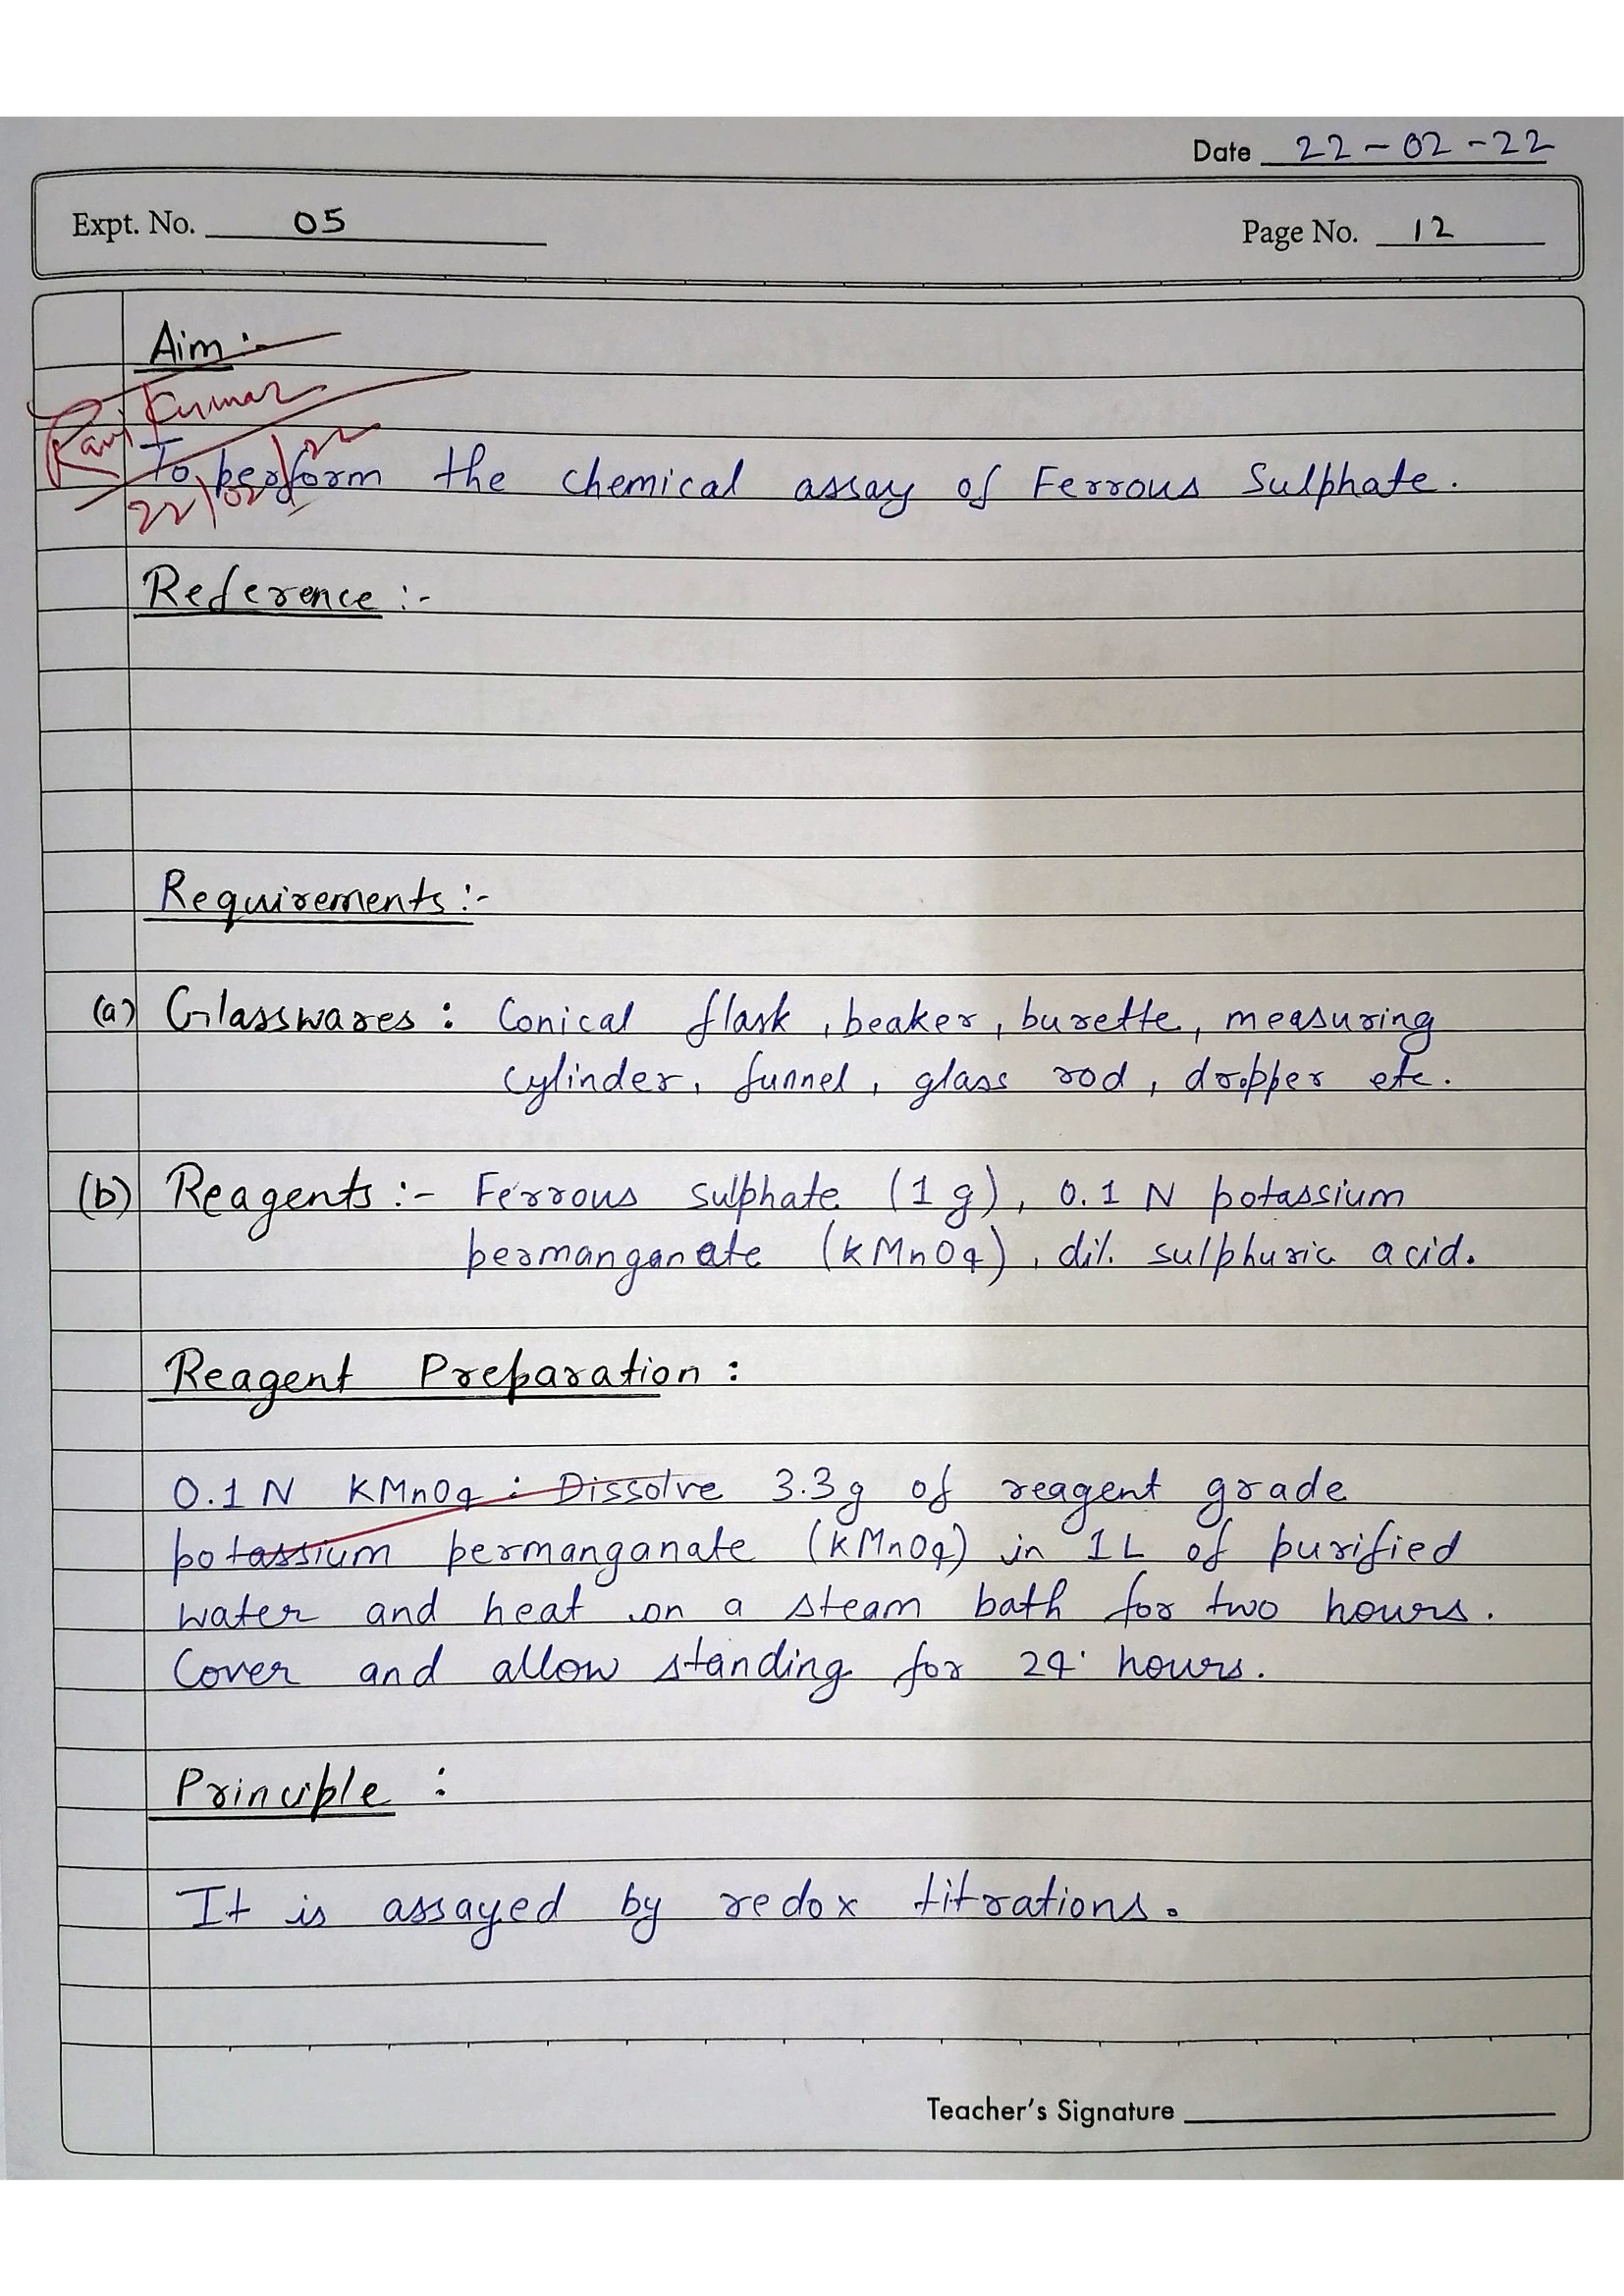 Date 22-02-22
Expt. No. 05
Page No. 12
Aim :-
Ravi Kumar
To perform the chemical assay of Ferrous Sulphate.
22/02/22
Reference :-
Requirements :-
(a) Glasswares : Conical flask, beaker, burette, measuring
cylinder, funnel, glass rod, dropper etc.
(b) Reagents :- Ferrous sulphate (1 g), 0.1 N potassium
permanganate (KMnO4), dil. sulphuric acid.
Reagent Preparation :
0.1 N KMnO4 : Dissolve 3.3g of reagent grade
potassium permanganate (KMnO4) in 1L of purified
water and heat on a steam bath for two hours.
Cover and allow standing for 24 hours.
Principle :
It is assayed by redox titrations.
Teacher's Signature